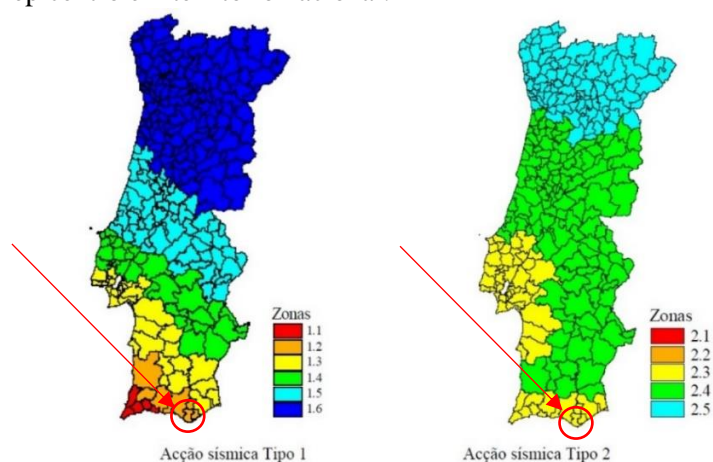 Zonas
1.1
1.2
1.3
1.4
1.5
1.6
Acção sísmica Tipo 1
Zonas
2.1
2.2
2.3
2.4
2.5
Acção sísmica Tipo 2